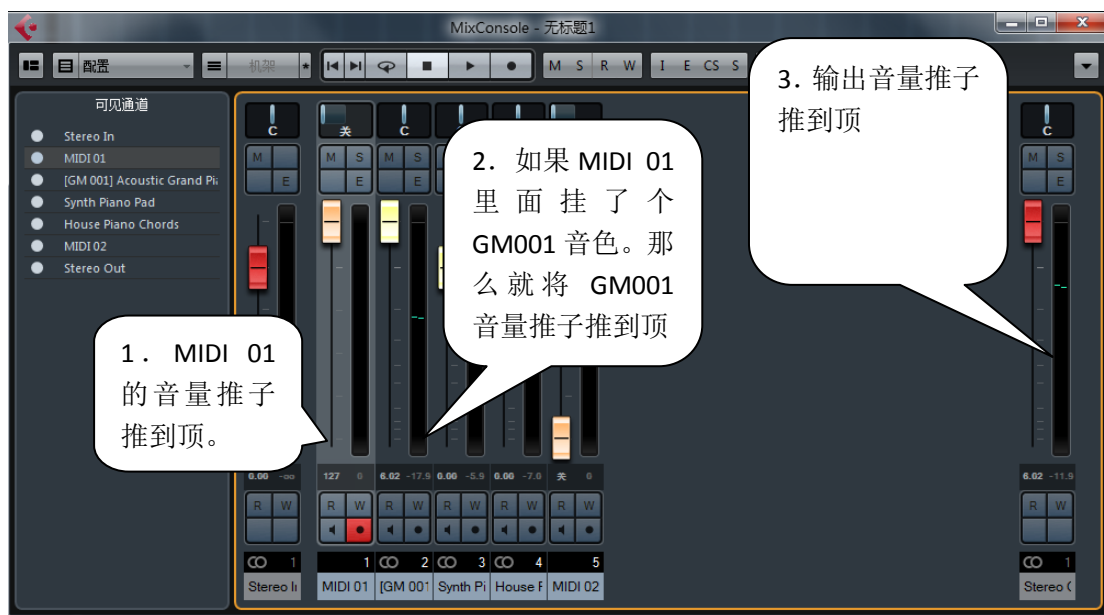 MixConsole - 无标题1
配置
机架
*
M S R W I E CS S
可见通道
Stereo In
MIDI 01
[GM 001] Acoustic Grand Pi
Synth Piano Pad
House Piano Chords
MIDI 02
Stereo Out
C 关 C C
M M S M S M S
E E E E
1. MIDI 01
的音量推子
推到顶。
2. 如果 MIDI 01
里面挂了个
GM001 音色。那
么就将 GM001
音量推子推到顶
3. 输出音量推子
推到顶
0.00 -oo 127 0 6.02 -17.9 0.00 -5.9 0.00 -7.0 关 0 6.02 -11.9
R W R W R W R W R W R W R W
1 1 2 3 4 5 1
Stereo I MIDI 01 [GM 001 Synth Pi House F MIDI 02 Stereo (